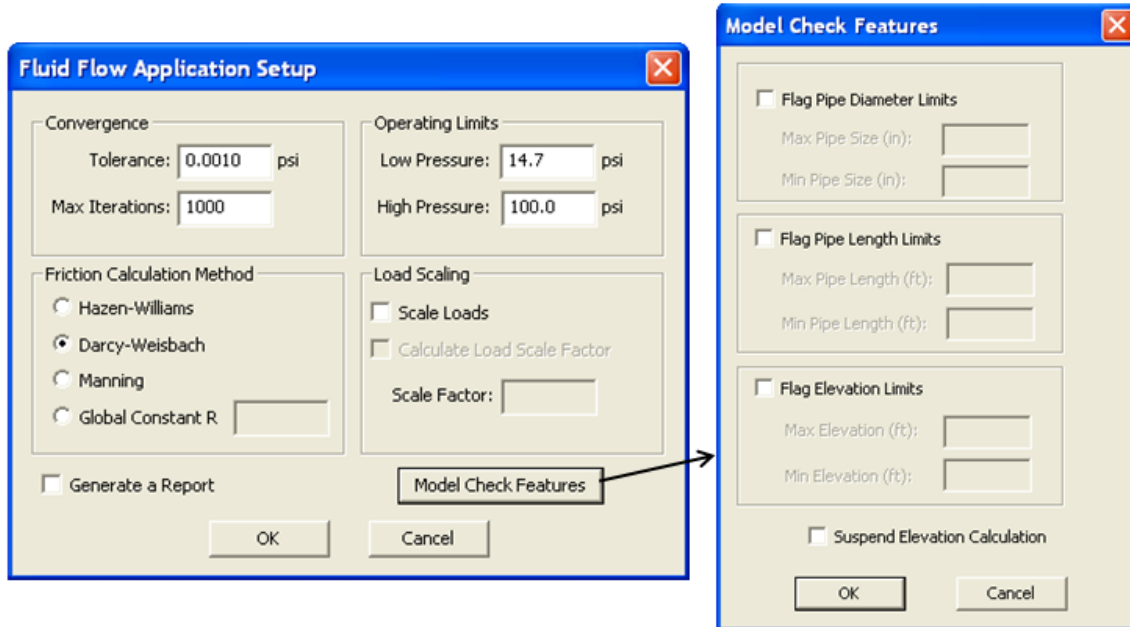 Fluid Flow Application Setup
Convergence
Tolerance: 0.0010 psi
Max Iterations: 1000
Operating Limits
Low Pressure: 14.7 psi
High Pressure: 100.0 psi
Friction Calculation Method
Hazen-Williams
Darcy-Weisbach
Manning
Global Constant R
Load Scaling
Scale Loads
Calculate Load Scale Factor
Scale Factor:
Generate a Report
Model Check Features
OK Cancel
Model Check Features
Flag Pipe Diameter Limits
Max Pipe Size (in):
Min Pipe Size (in):
Flag Pipe Length Limits
Max Pipe Length (ft):
Min Pipe Length (ft):
Flag Elevation Limits
Max Elevation (ft):
Min Elevation (ft):
Suspend Elevation Calculation
OK Cancel